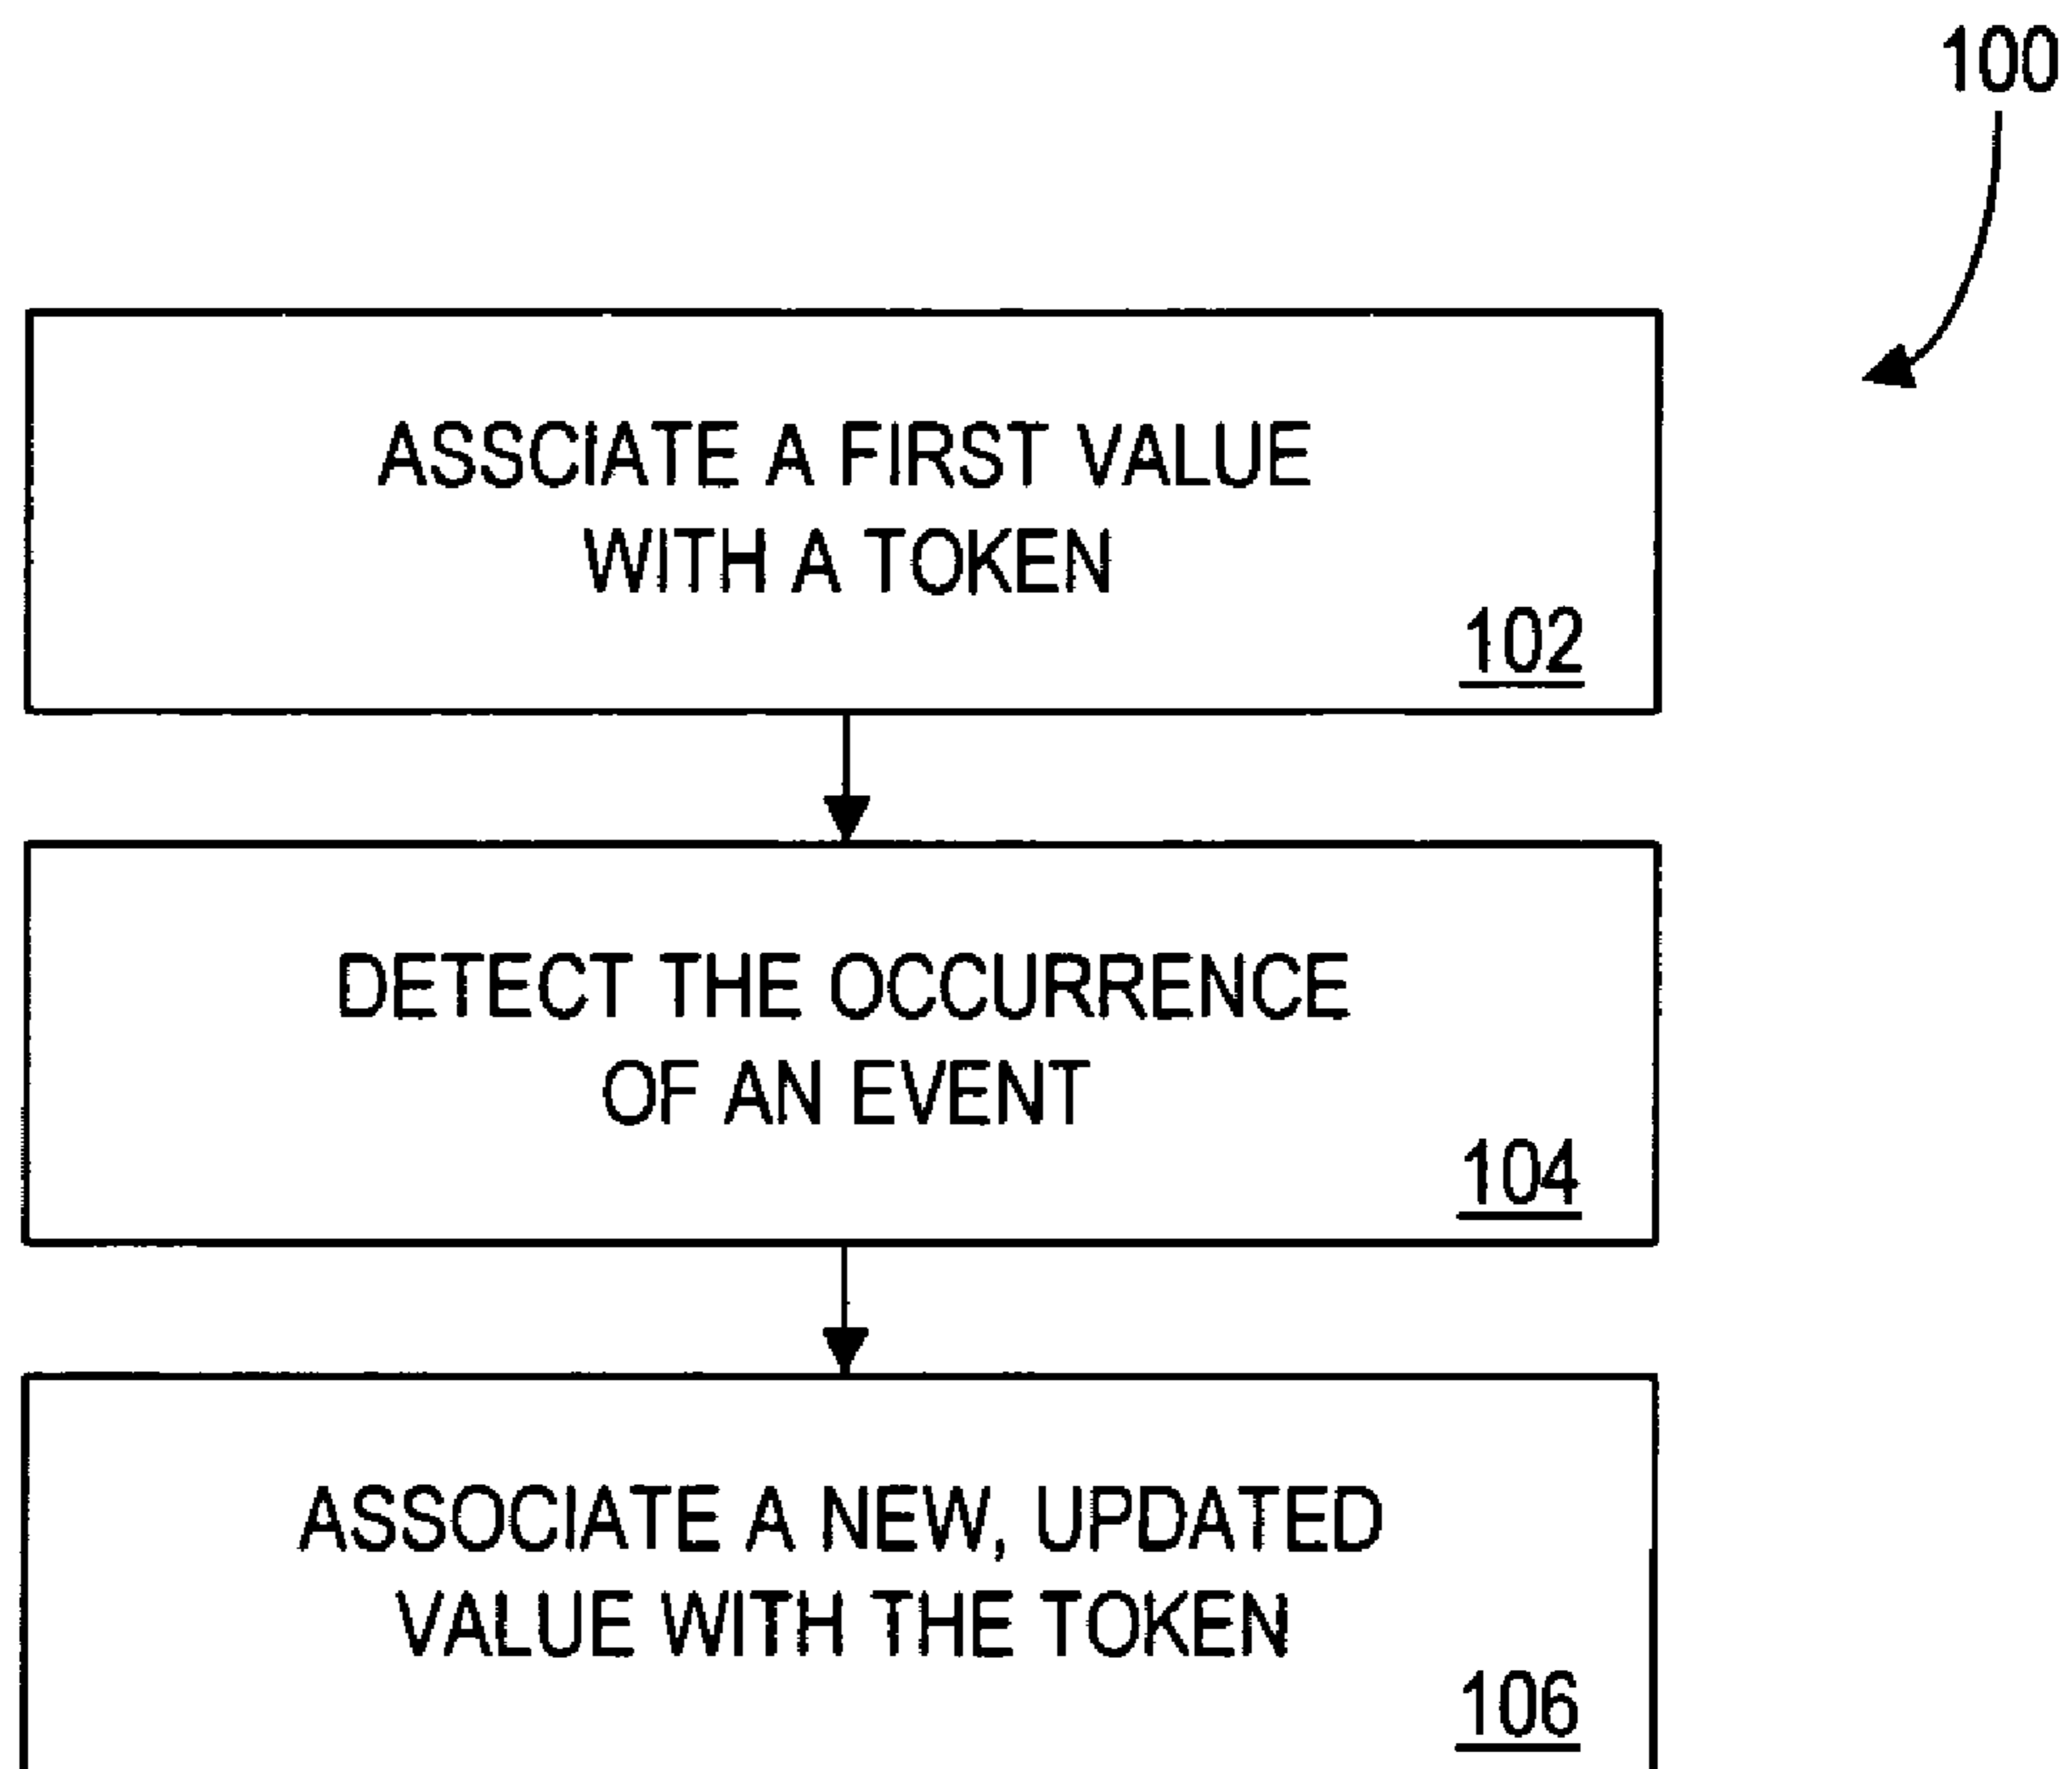 100
ASSCIATE A FIRST VALUE
WITH A TOKEN
102
DETECT THE OCCURRENCE
OF AN EVENT
104
ASSOCIATE A NEW, UPDATED
VALUE WITH THE TOKEN
106